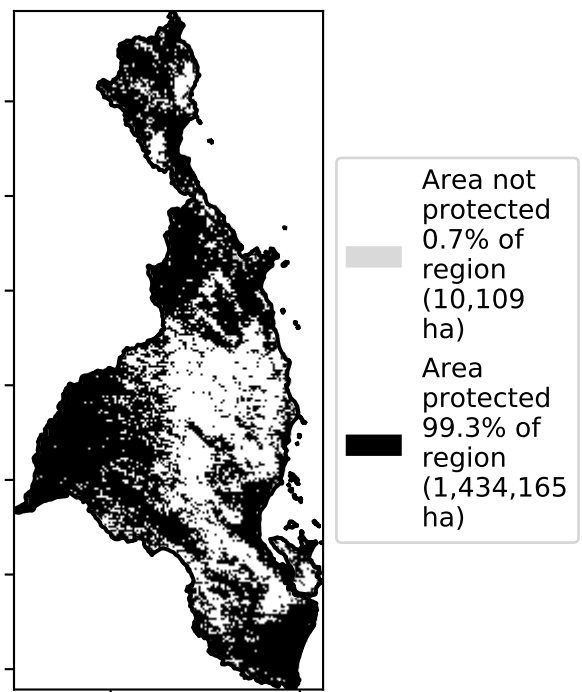 Area not
protected
0.7% of
region
(10,109
ha)
Area
protected
99.3% of
region
(1,434,165
ha)